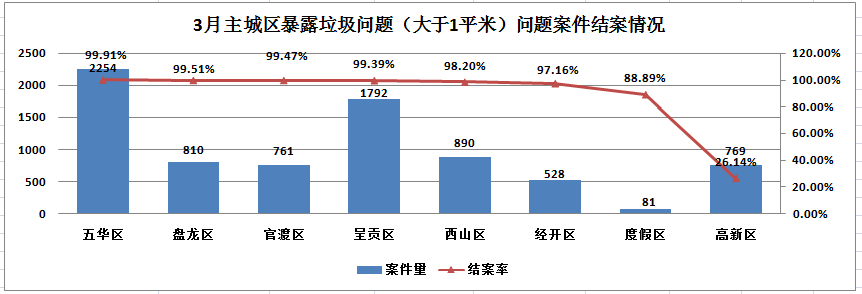 3月主城区暴露垃圾问题（大于1平米）问题案件结案情况
2500
2000
1500
1000
500
0
99.91%
2254
99.51%
810
99.47%
761
99.39%
1792
98.20%
890
97.16%
528
88.89%
81
769
26.14%
120.00%
100.00%
80.00%
60.00%
40.00%
20.00%
0.00%
五华区
盘龙区
官渡区
呈贡区
西山区
经开区
度假区
高新区
案件量
结案率